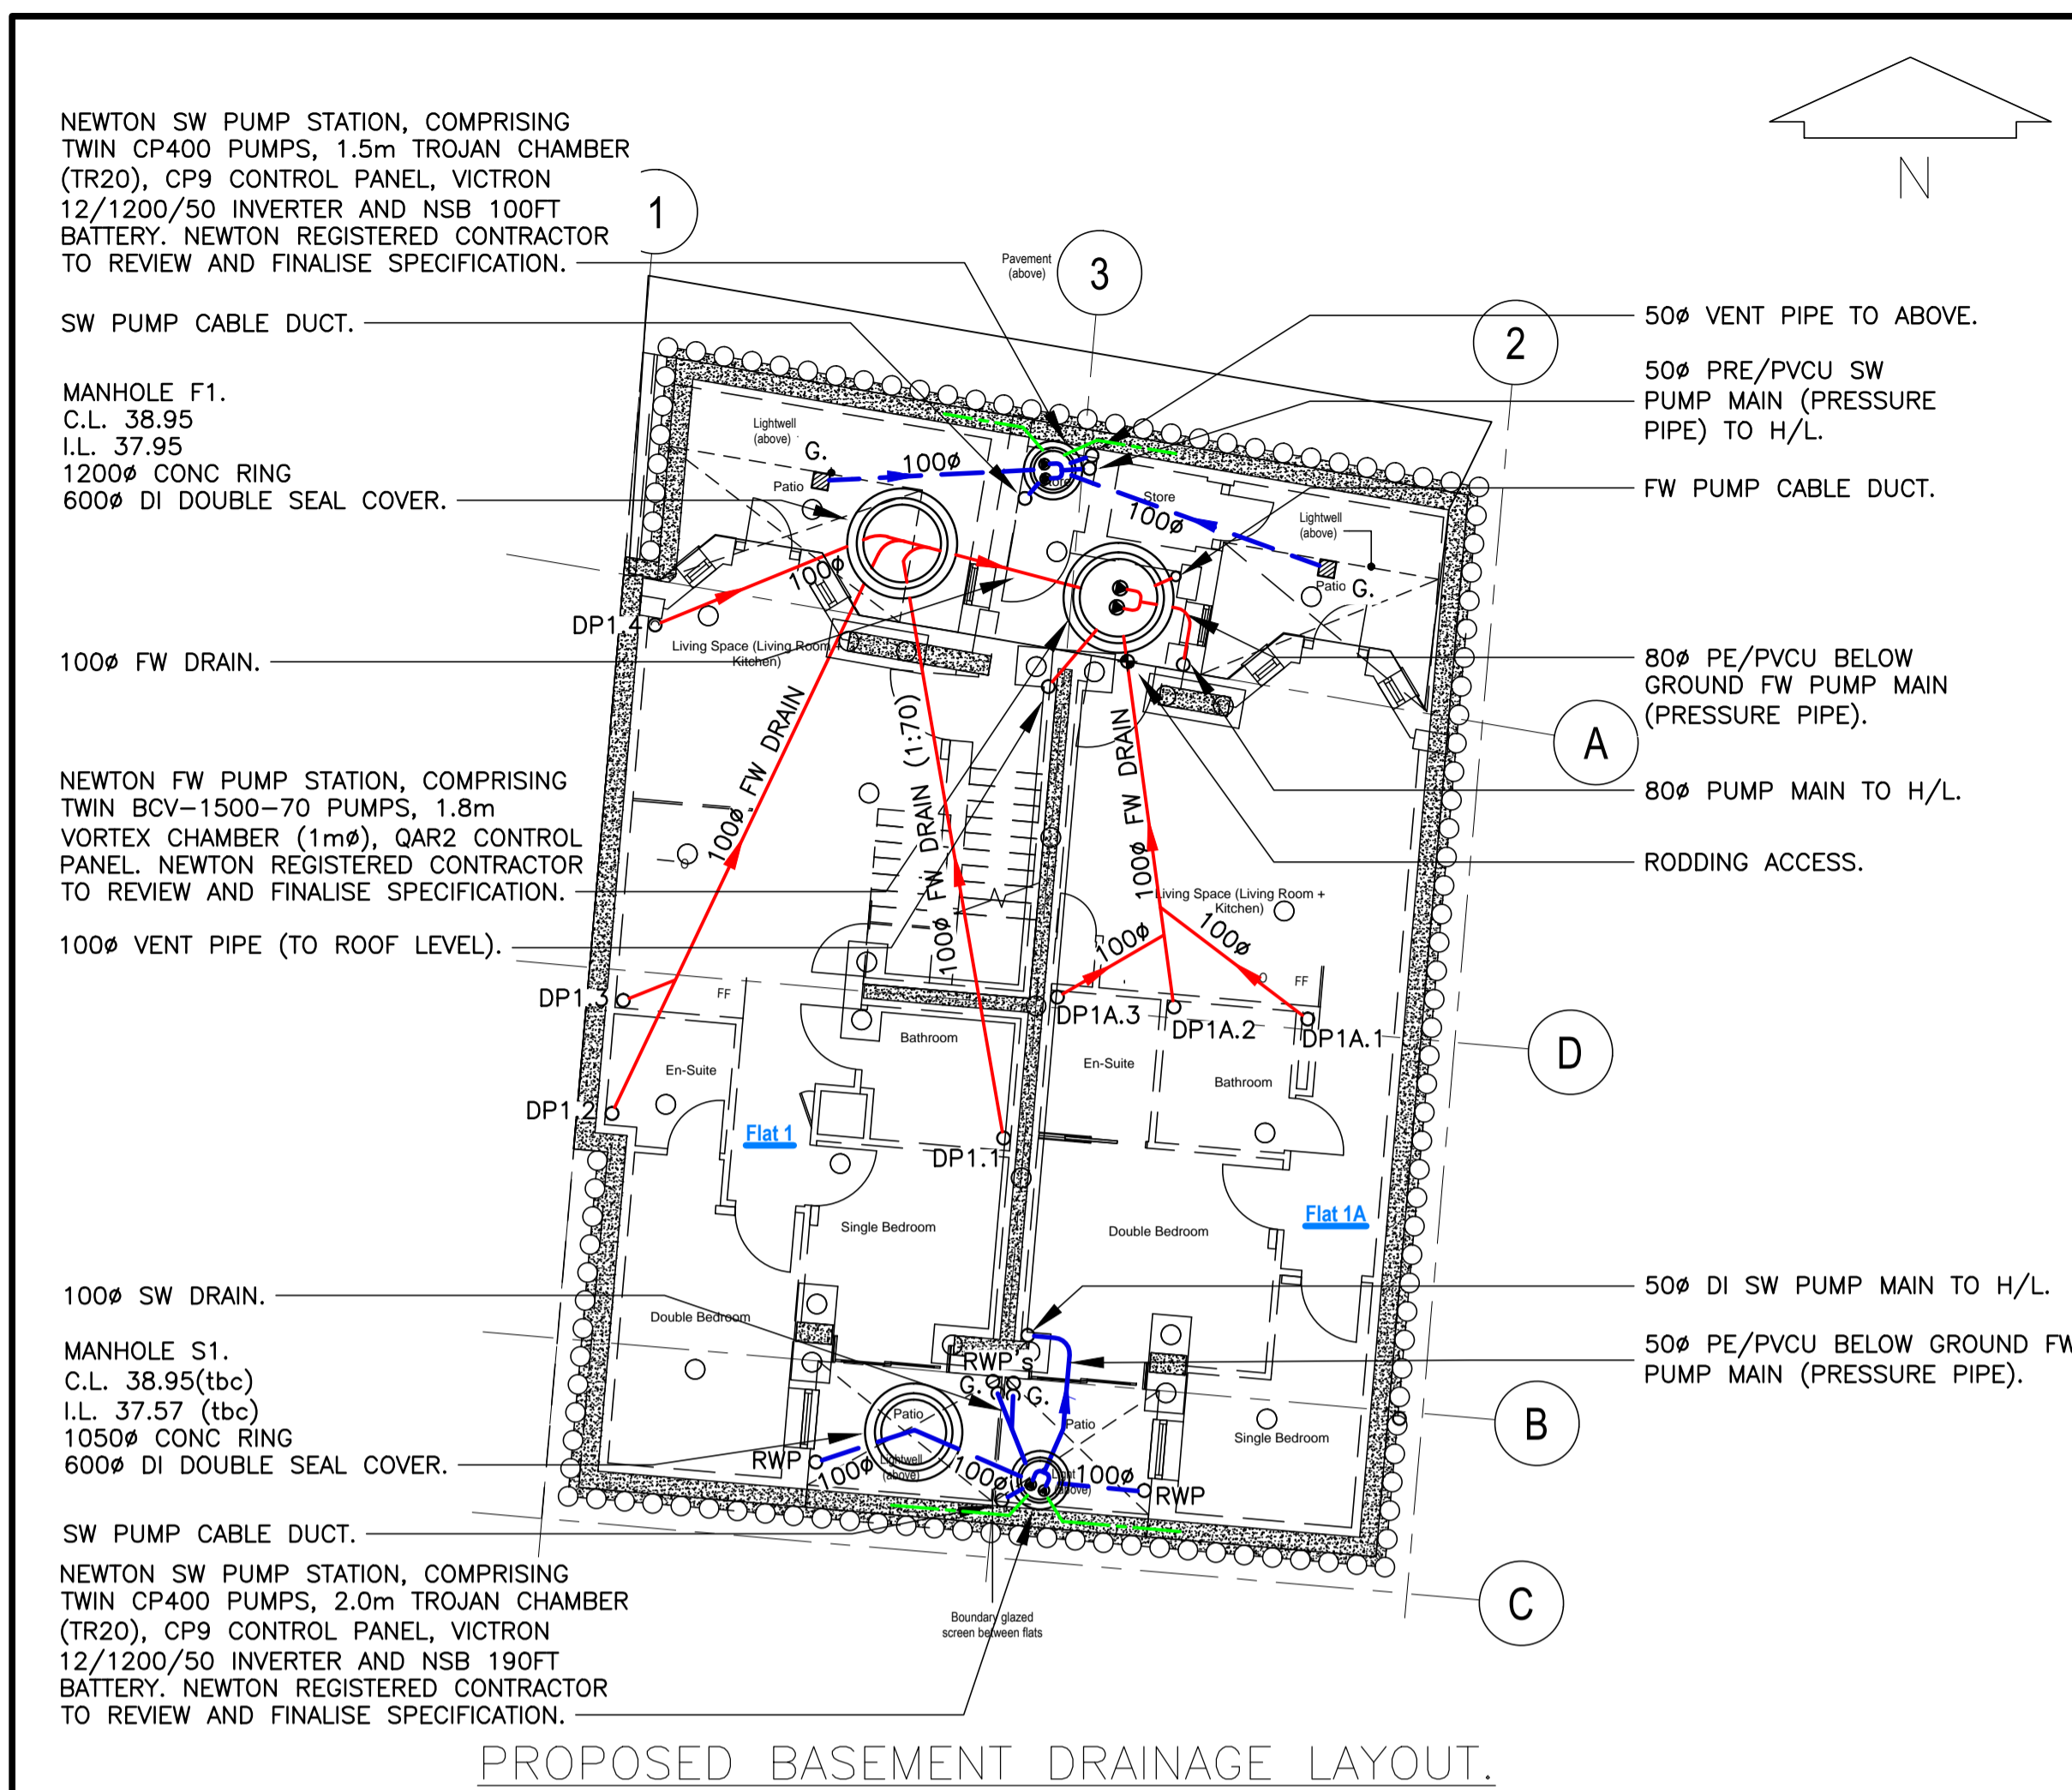 NEWTON SW PUMP STATION, COMPRISING
TWIN CP400 PUMPS, 1.5m TROJAN CHAMBER
(TR20), CP9 CONTROL PANEL, VICTRON
12/1200/50 INVERTER AND NSB 100FT
BATTERY. NEWTON REGISTERED CONTRACTOR
TO REVIEW AND FINALISE SPECIFICATION.
SW PUMP CABLE DUCT.
MANHOLE F1.
C.L. 38.95
I.L. 37.95
1200ø CONC RING
600ø DI DOUBLE SEAL COVER.
100ø FW DRAIN.
NEWTON FW PUMP STATION, COMPRISING
TWIN BCV-1500-70 PUMPS, 1.8m
VORTEX CHAMBER (1mø), QAR2 CONTROL
PANEL. NEWTON REGISTERED CONTRACTOR
TO REVIEW AND FINALISE SPECIFICATION.
100ø VENT PIPE (TO ROOF LEVEL).
100ø SW DRAIN.
MANHOLE S1.
C.L. 38.95(tbc)
I.L. 37.57 (tbc)
1050ø CONC RING
600ø DI DOUBLE SEAL COVER.
SW PUMP CABLE DUCT.
NEWTON SW PUMP STATION, COMPRISING
TWIN CP400 PUMPS, 2.0m TROJAN CHAMBER
(TR20), CP9 CONTROL PANEL, VICTRON
12/1200/50 INVERTER AND NSB 190FT
BATTERY. NEWTON REGISTERED CONTRACTOR
TO REVIEW AND FINALISE SPECIFICATION.
N
1
3
2
A
D
B
C
Pavement
(above)
Lightwell
(above)
G.
Patio
100ø
Store
Store
100ø
Lightwell
(above)
Patio
G.
100ø
DP1.4
Living Space (Living Room +
Kitchen)
100ø FW DRAIN
100ø FW DRAIN (1:70)
100ø FW DRAIN
Living Space (Living Room +
Kitchen)
100ø
100ø
DP1.3
FF
FF
DP1A.3
DP1A.2
DP1A.1
Bathroom
En-Suite
En-Suite
Bathroom
DP1.2
Flat 1
DP1.1
Flat 1A
Single Bedroom
Double Bedroom
Double Bedroom
Single Bedroom
RWP's
G.
G.
Patio
Patio
RWP
100ø
Lightwell
(above)
100ø
Light
(above)
100ø
RWP
Boundary glazed
screen between flats
50ø VENT PIPE TO ABOVE.
50ø PRE/PVCU SW
PUMP MAIN (PRESSURE
PIPE) TO H/L.
FW PUMP CABLE DUCT.
80ø PE/PVCU BELOW
GROUND FW PUMP MAIN
(PRESSURE PIPE).
80ø PUMP MAIN TO H/L.
RODDING ACCESS.
50ø DI SW PUMP MAIN TO H/L.
50ø PE/PVCU BELOW GROUND FW
PUMP MAIN (PRESSURE PIPE).
PROPOSED BASEMENT DRAINAGE LAYOUT.